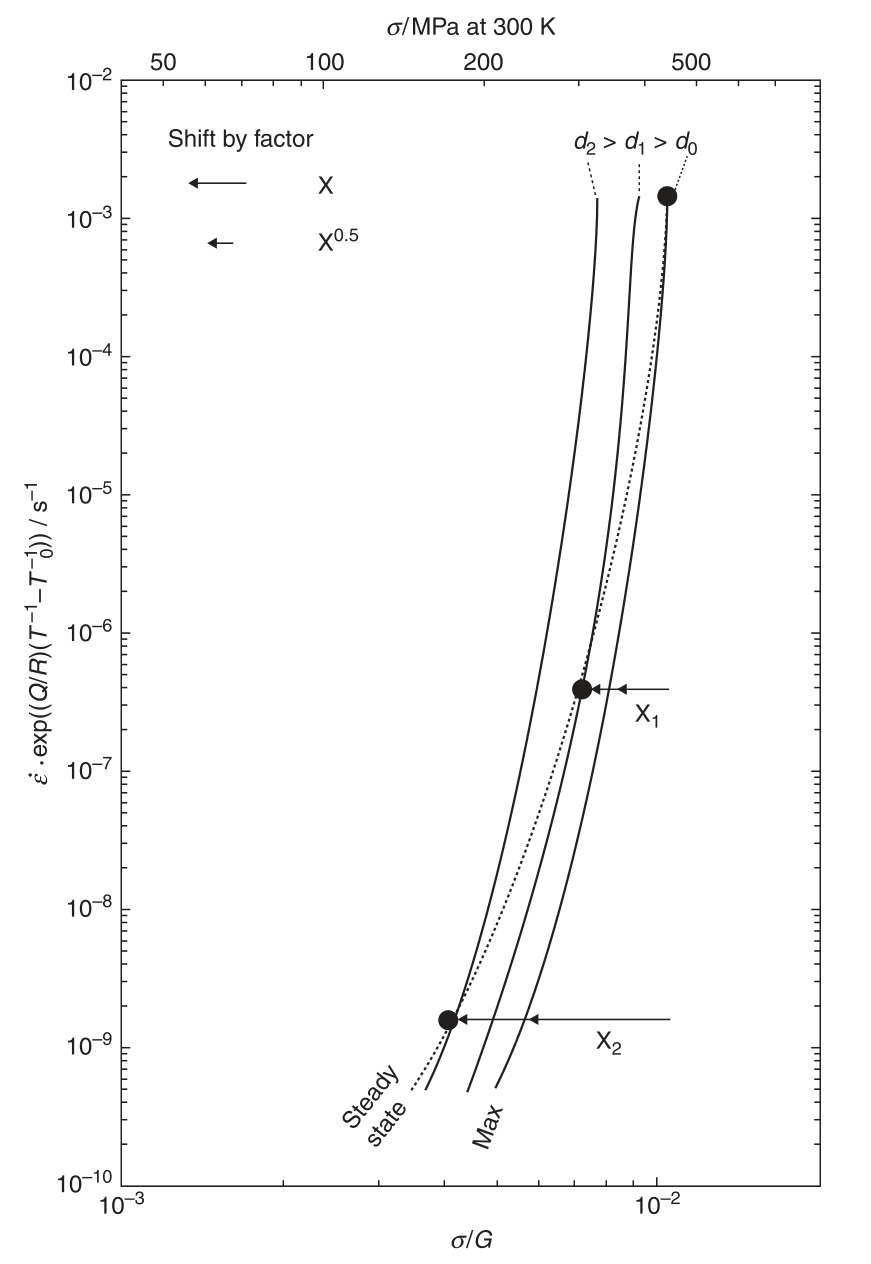 σ/MPa at 300 K
50 100 200 500
10⁻²
Shift by factor
d₂ > d₁ > d₀
X
10⁻³
X⁰·⁵
10⁻⁴
10⁻⁵
ε̇·exp((Q/R)(T⁻¹–T₀⁻¹)) / s⁻¹
10⁻⁶
X₁
10⁻⁷
10⁻⁸
10⁻⁹
X₂
Steady
state
Max
10⁻¹⁰
10⁻³ 10⁻²
σ/G